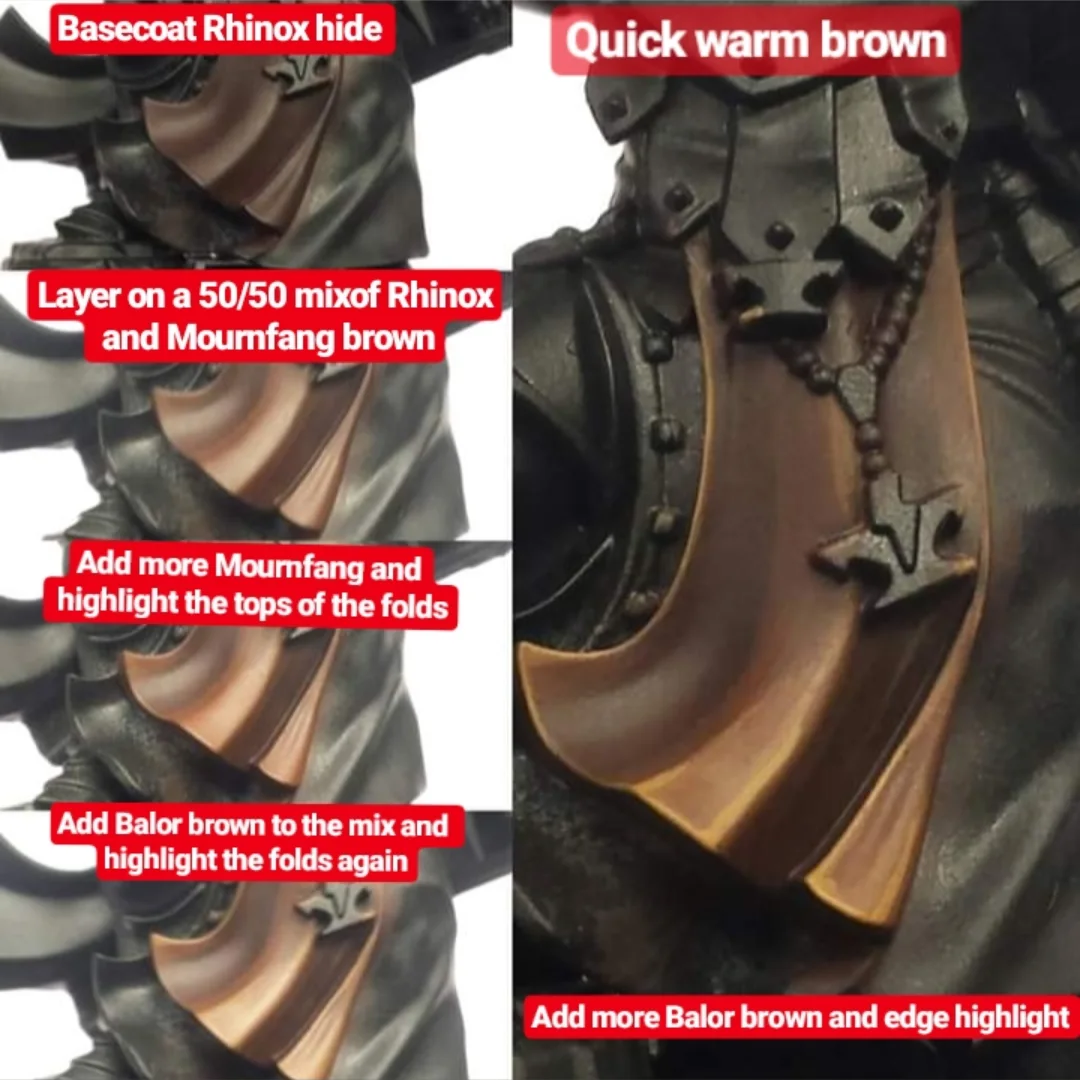 Basecoat Rhinox hide
Layer on a 50/50 mixof Rhinox
and Mournfang brown
Add more Mournfang and
highlight the tops of the folds
Add Balor brown to the mix and
highlight the folds again
Quick warm brown
Add more Balor brown and edge highlight